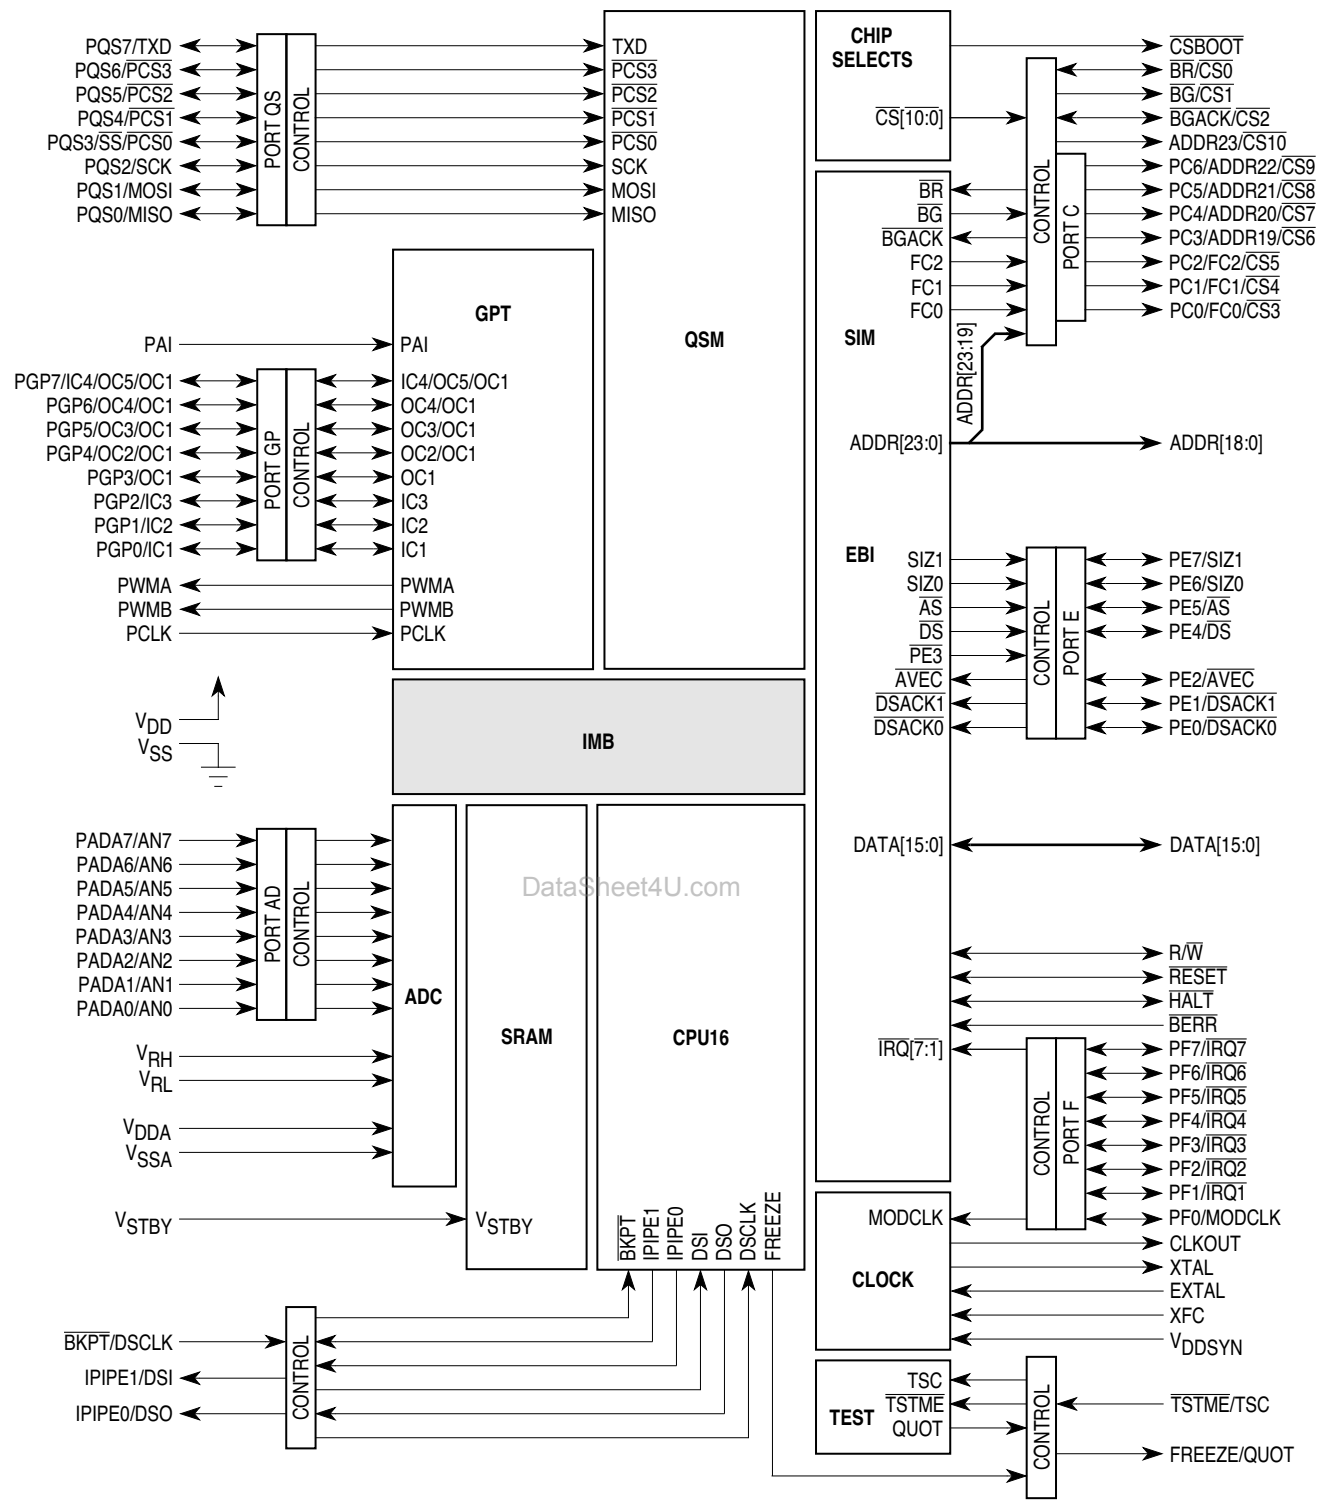 PQS7/TXD
PQS6/PCS3
PQS5/PCS2
PQS4/PCS1
PQS3/SS/PCS0
PQS2/SCK
PQS1/MOSI
PQS0/MISO
PORT QS
CONTROL
TXD
PCS3
PCS2
PCS1
PCS0
SCK
MOSI
MISO
QSM
CHIP
SELECTS
CS[10:0]
CSBOOT
BR/CS0
BG/CS1
BGACK/CS2
ADDR23/CS10
PC6/ADDR22/CS9
PC5/ADDR21/CS8
PC4/ADDR20/CS7
PC3/ADDR19/CS6
PC2/FC2/CS5
PC1/FC1/CS4
PC0/FC0/CS3
CONTROL
PORT C
BR
BG
BGACK
FC2
FC1
FC0
SIM
ADDR[23:19]
ADDR[23:0]
ADDR[18:0]
GPT
PAI
PAI
PGP7/IC4/OC5/OC1
PGP6/OC4/OC1
PGP5/OC3/OC1
PGP4/OC2/OC1
PGP3/OC1
PGP2/IC3
PGP1/IC2
PGP0/IC1
PORT GP
CONTROL
IC4/OC5/OC1
OC4/OC1
OC3/OC1
OC2/OC1
OC1
IC3
IC2
IC1
PWMA
PWMB
PCLK
PWMA
PWMB
PCLK
EBI
SIZ1
SIZ0
AS
DS
PE3
AVEC
DSACK1
DSACK0
CONTROL
PORT E
PE7/SIZ1
PE6/SIZ0
PE5/AS
PE4/DS
PE2/AVEC
PE1/DSACK1
PE0/DSACK0
VDD
VSS
IMB
PADA7/AN7
PADA6/AN6
PADA5/AN5
PADA4/AN4
PADA3/AN3
PADA2/AN2
PADA1/AN1
PADA0/AN0
PORT AD
CONTROL
VRH
VRL
VDDA
VSSA
VSTBY
ADC
SRAM
VSTBY
DataSheet4U.com
CPU16
BKPT
IPIPE1
IPIPE0
DSI
DSO
DSCLK
FREEZE
DATA[15:0]
DATA[15:0]
R/W
RESET
HALT
BERR
IRQ[7:1]
CONTROL
PORT F
PF7/IRQ7
PF6/IRQ6
PF5/IRQ5
PF4/IRQ4
PF3/IRQ3
PF2/IRQ2
PF1/IRQ1
PF0/MODCLK
MODCLK
CLOCK
CLKOUT
XTAL
EXTAL
XFC
VDDSYN
BKPT/DSCLK
IPIPE1/DSI
IPIPE0/DSO
CONTROL
TEST
TSC
TSTME
QUOT
CONTROL
TSTME/TSC
FREEZE/QUOT